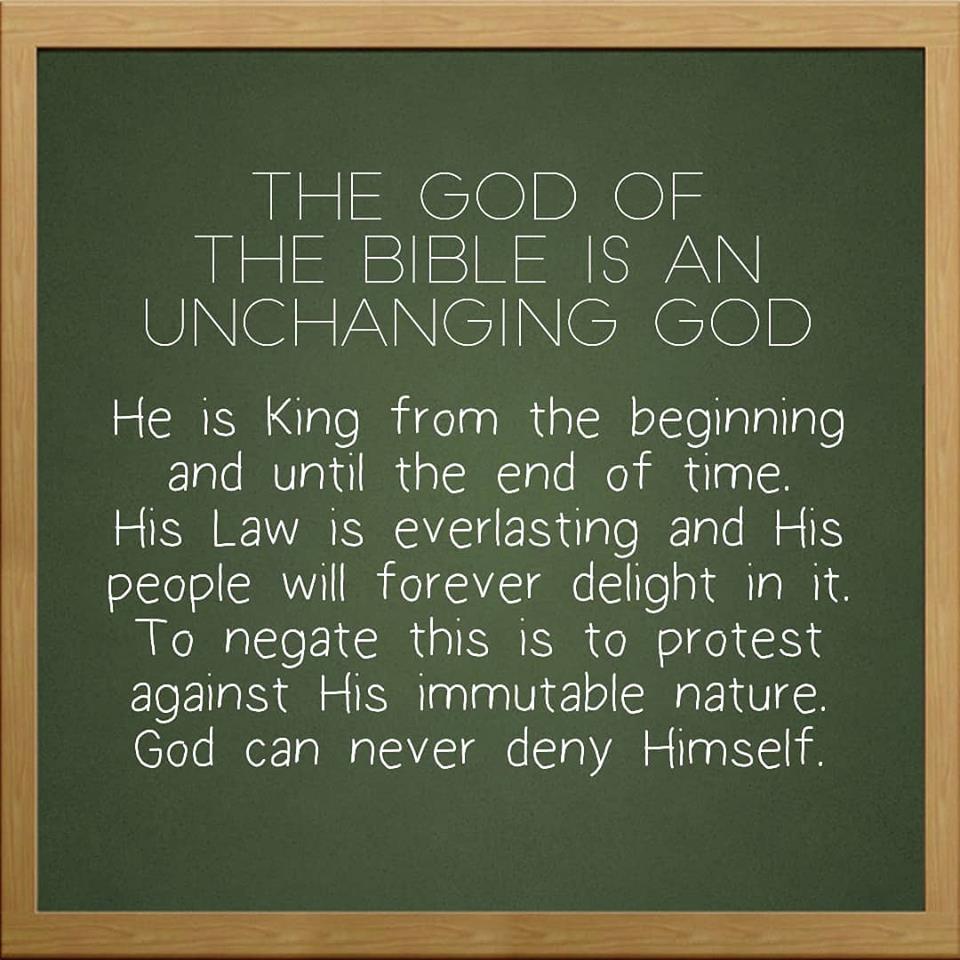 THE GOD OF
THE BIBLE IS AN
UNCHANGING GOD
He is King from the beginning
and until the end of time.
His Law is everlasting and His
people will forever delight in it.
To negate this is to protest
against His immutable nature.
God can never deny Himself.